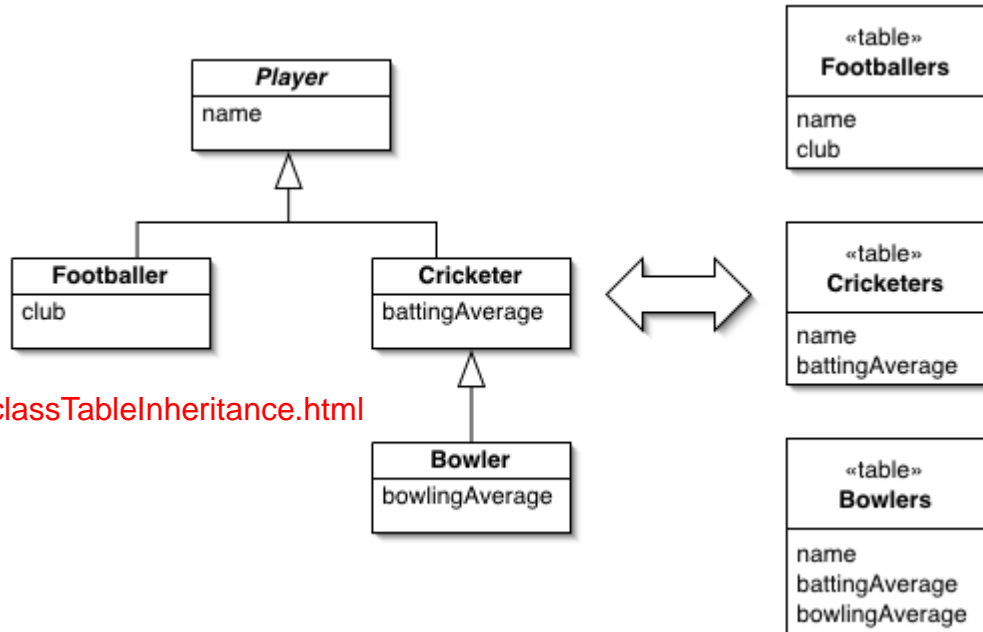 Player
name
Footballer
club
Cricketer
battingAverage
classTableInheritance.html
Bowler
bowlingAverage
«table»
Footballers
name
club
«table»
Cricketers
name
battingAverage
«table»
Bowlers
name
battingAverage
bowlingAverage